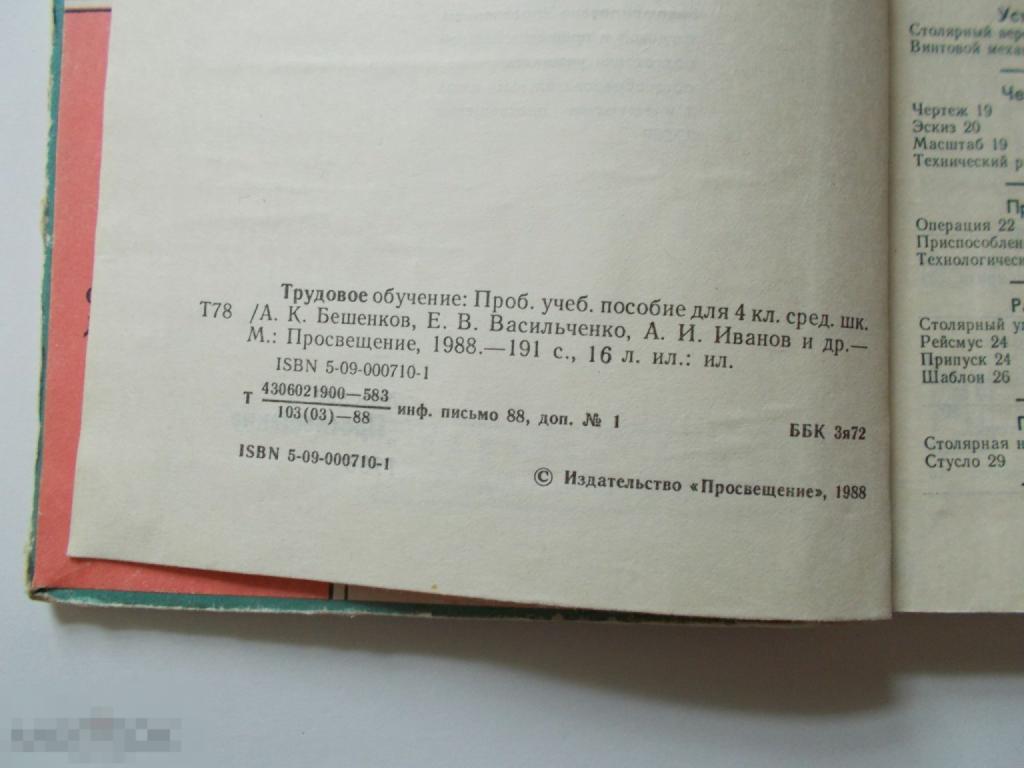 Трудовое обучение: Проб. учеб. пособие для 4 кл. сред. шк.
Т78 /А. К. Бешенков, Е. В. Васильченко, А. И. Иванов и др.—
М.: Просвещение, 1988.—191 с., 16 л. ил.: ил.
ISBN 5-09-000710-1
Т 4306021900—583
103(03)—88 инф. письмо 88, доп. № 1
ББК 3я72
ISBN 5-09-000710-1
© Издательство «Просвещение», 1988
Столярный
Винтовой
Чертеж 19
Эскиз 20
Масштаб 19
Технический
Операция 22
Столярный
Рейсмус 24
Припуск 24
Шаблон 26
Столярная
Стусло 29